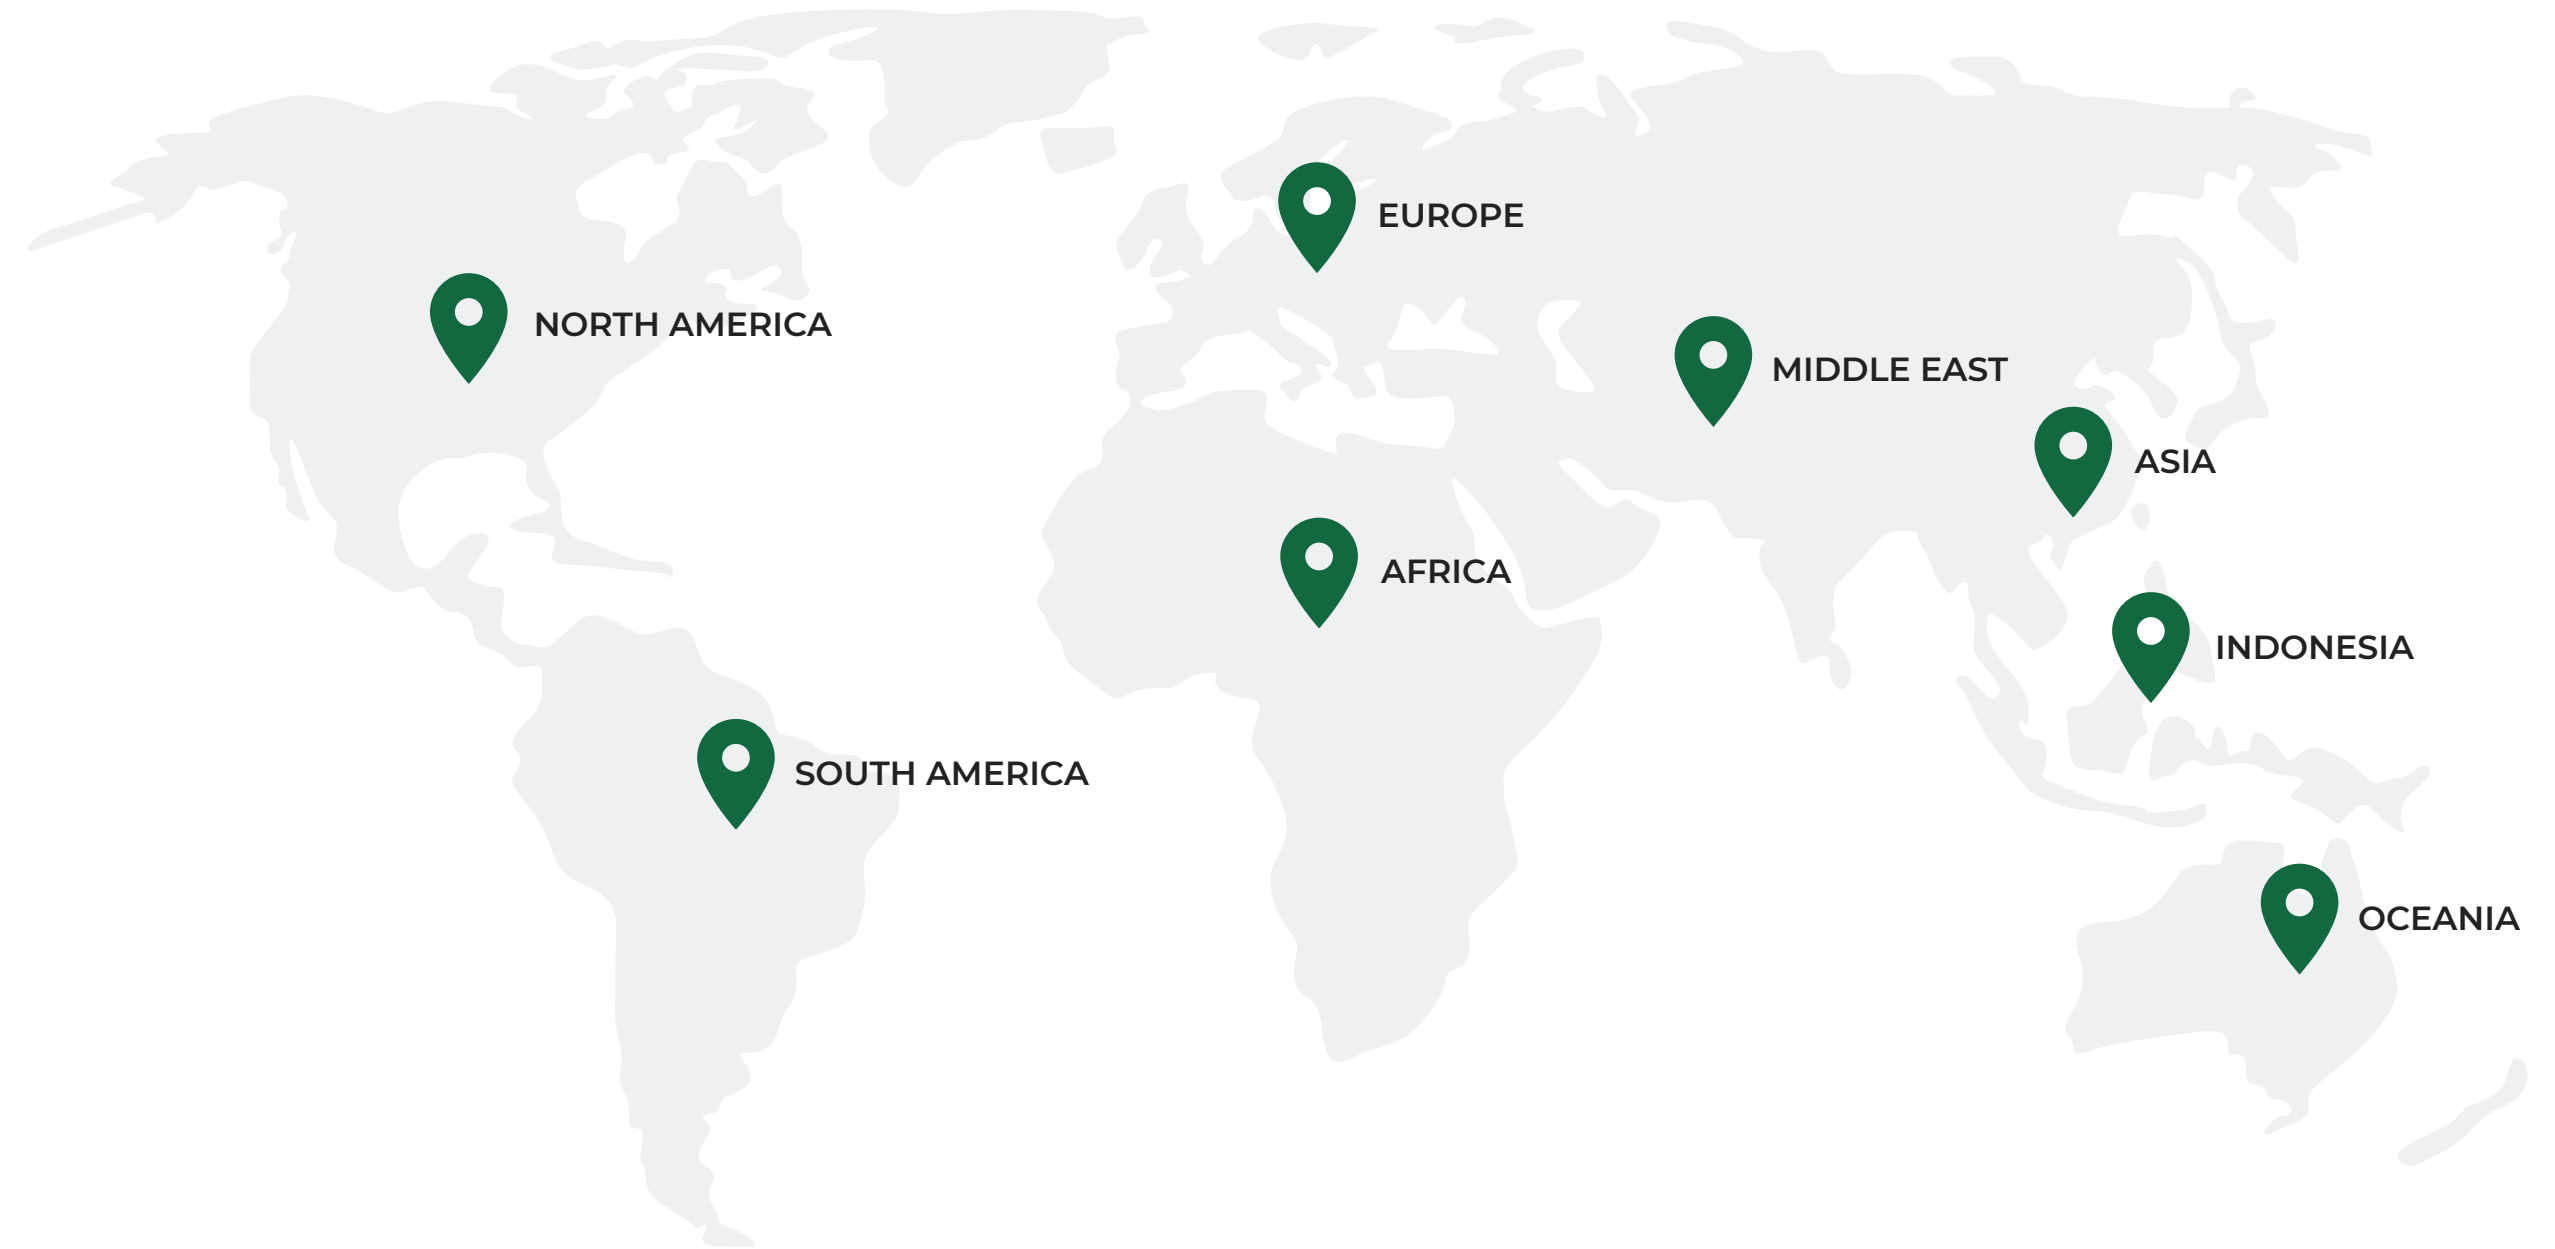 EUROPE
NORTH AMERICA
MIDDLE EAST
ASIA
AFRICA
INDONESIA
SOUTH AMERICA
OCEANIA